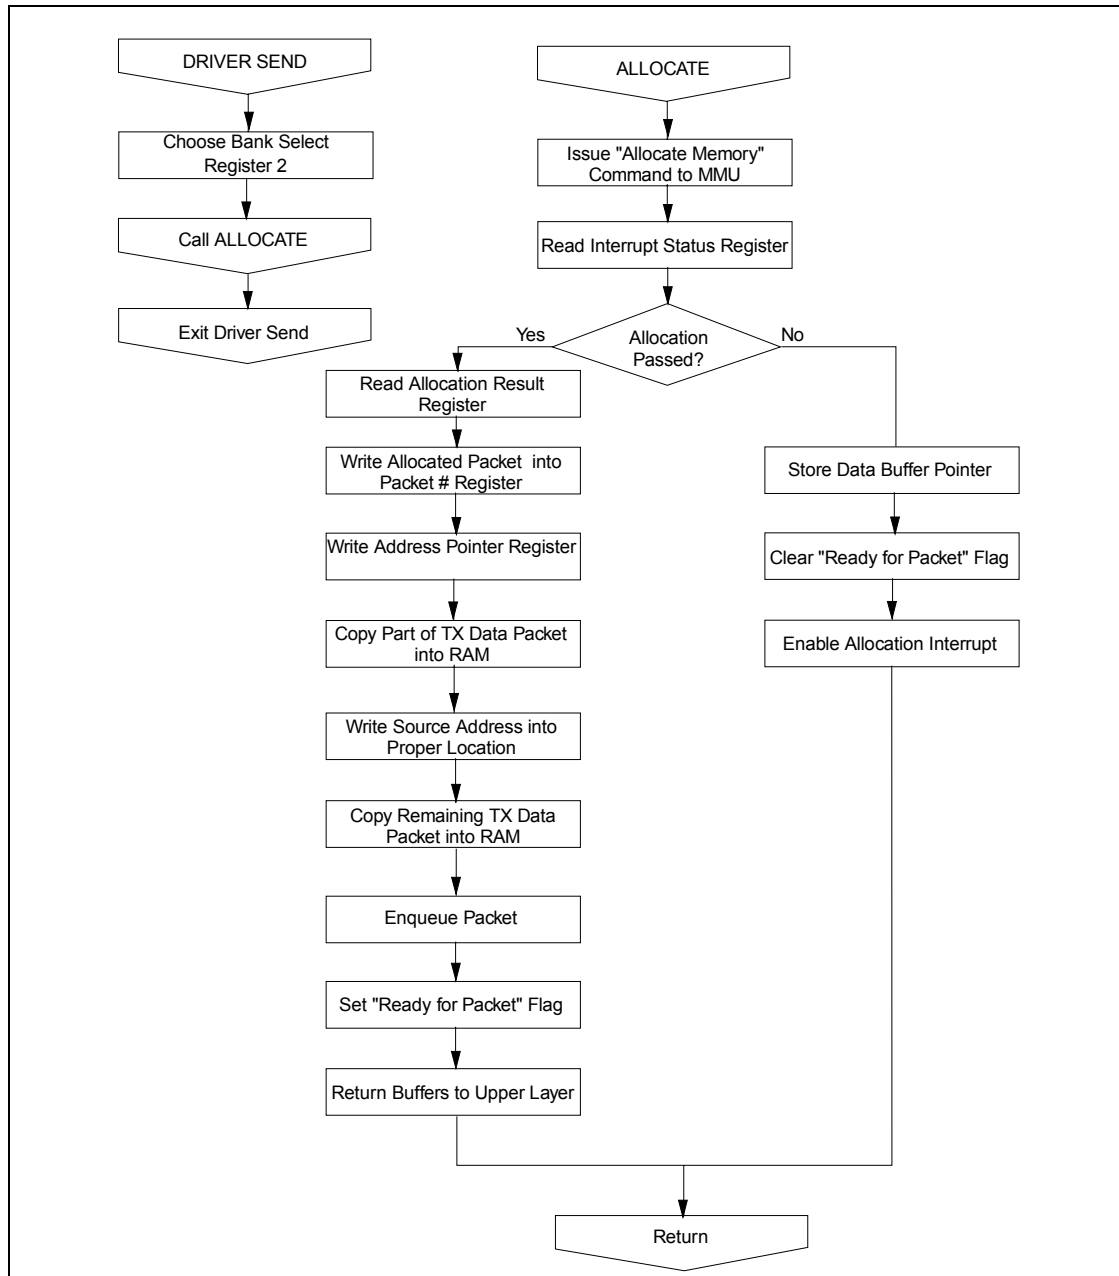 DRIVER SEND
Choose Bank Select
Register 2
Call ALLOCATE
Exit Driver Send
ALLOCATE
Issue "Allocate Memory"
Command to MMU
Read Interrupt Status Register
Allocation
Passed?
Yes
No
Read Allocation Result
Register
Write Allocated Packet into
Packet # Register
Write Address Pointer Register
Copy Part of TX Data Packet
into RAM
Write Source Address into
Proper Location
Copy Remaining TX Data
Packet into RAM
Enqueue Packet
Set "Ready for Packet" Flag
Return Buffers to Upper Layer
Store Data Buffer Pointer
Clear "Ready for Packet" Flag
Enable Allocation Interrupt
Return